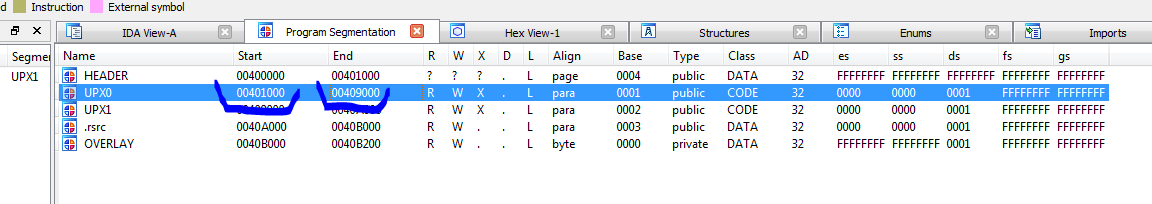 d Instruction External symbol
IDA View-A Program Segmentation Hex View-1 Structures Enums Imports
Segmer Name Start End R W X D L Align Base Type Class AD es ss ds fs gs
UPX1 HEADER 00400000 00401000 ? ? ? . L page 0004 public DATA 32 FFFFFFFF FFFFFFFF FFFFFFFF FFFFFFFF FFFFFFFF
UPX0 00401000 00409000 R W X . L para 0001 public CODE 32 0000 0000 0001 FFFFFFFF FFFFFFFF
UPX1 R W X . L para 0002 public CODE 32 0000 0000 0001 FFFFFFFF FFFFFFFF
.rsrc 0040A000 0040B000 R W . . L para 0003 public DATA 32 0000 0000 0001 FFFFFFFF FFFFFFFF
OVERLAY 0040B000 0040B200 R W . . L byte 0000 private DATA 32 FFFFFFFF FFFFFFFF 0001 FFFFFFFF FFFFFFFF